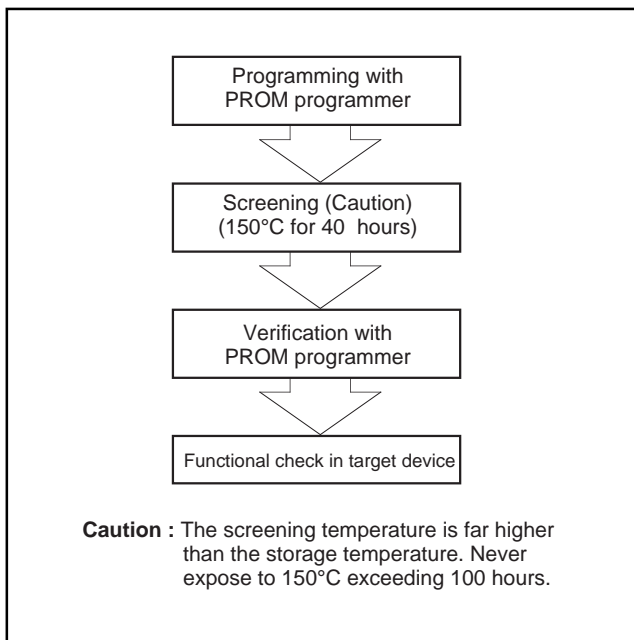 Programming with
PROM programmer
Screening (Caution)
(150°C for 40 hours)
Verification with
PROM programmer
Functional check in target device
Caution : The screening temperature is far higher
than the storage temperature. Never
expose to 150°C exceeding 100 hours.